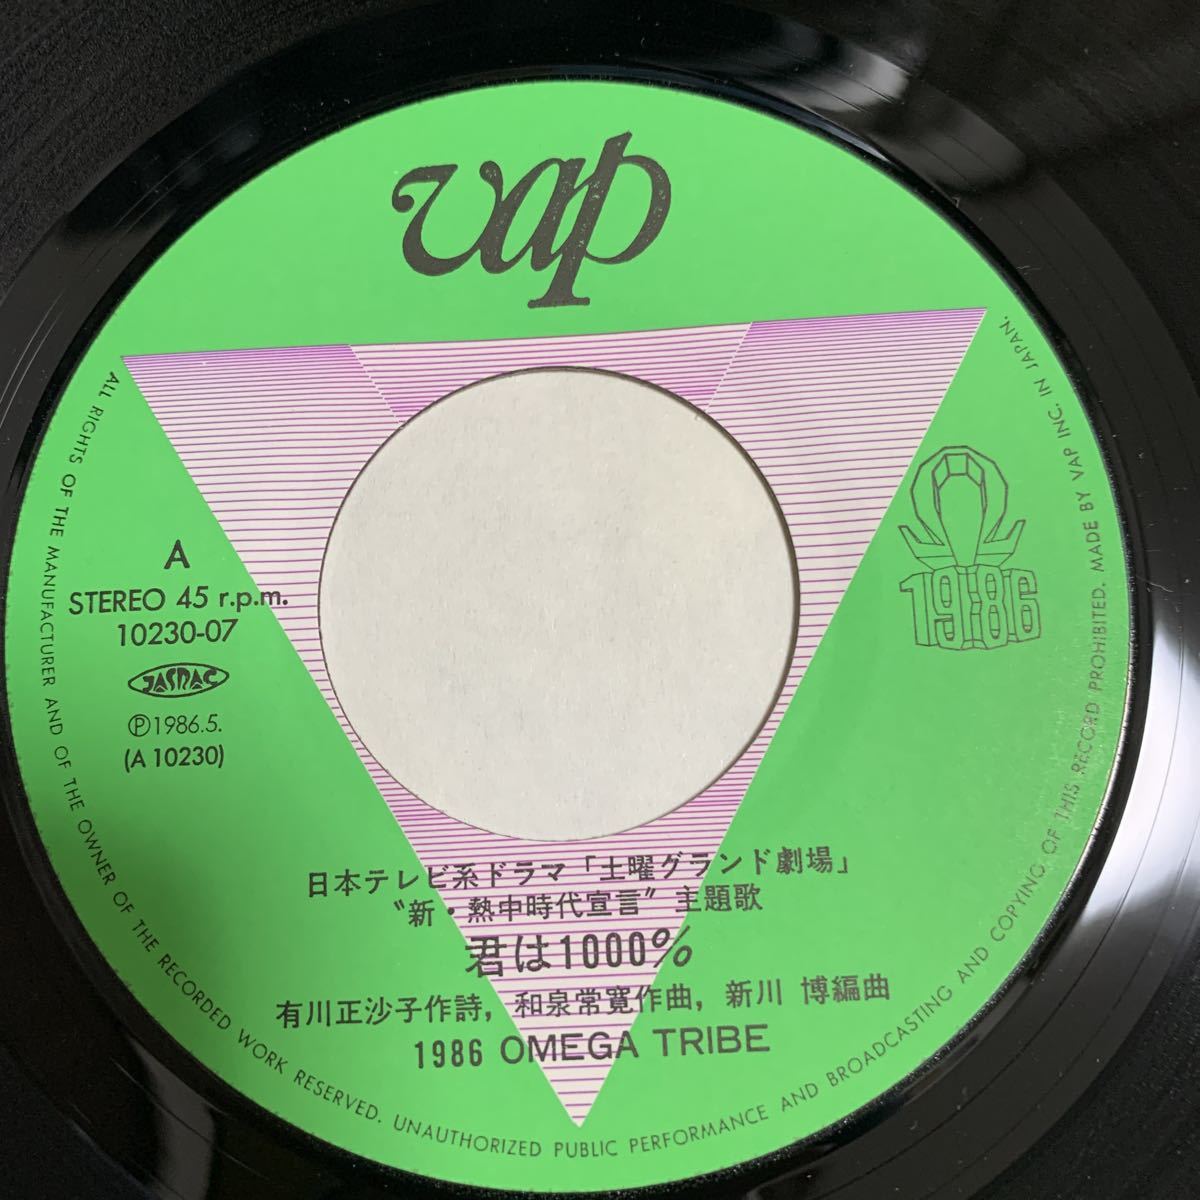 vap
A
STEREO 45 r.p.m.
10230-07
JASRAC
Ⓟ1986.5.
(A 10230)
1986
日本テレビ系ドラマ「土曜グランド劇場」
“新・熱中時代宣言”主題歌
君は1000%
有川正沙子作詩, 和泉常寛作曲, 新川 博編曲
1986 OMEGA TRIBE
ALL RIGHTS OF THE MANUFACTURER AND OF THE OWNER OF THE RECORDED WORK RESERVED. UNAUTHORIZED PUBLIC PERFORMANCE AND BROADCASTING AND COPYING OF THIS RECORD PROHIBITED. MADE BY VAP INC. IN JAPAN.